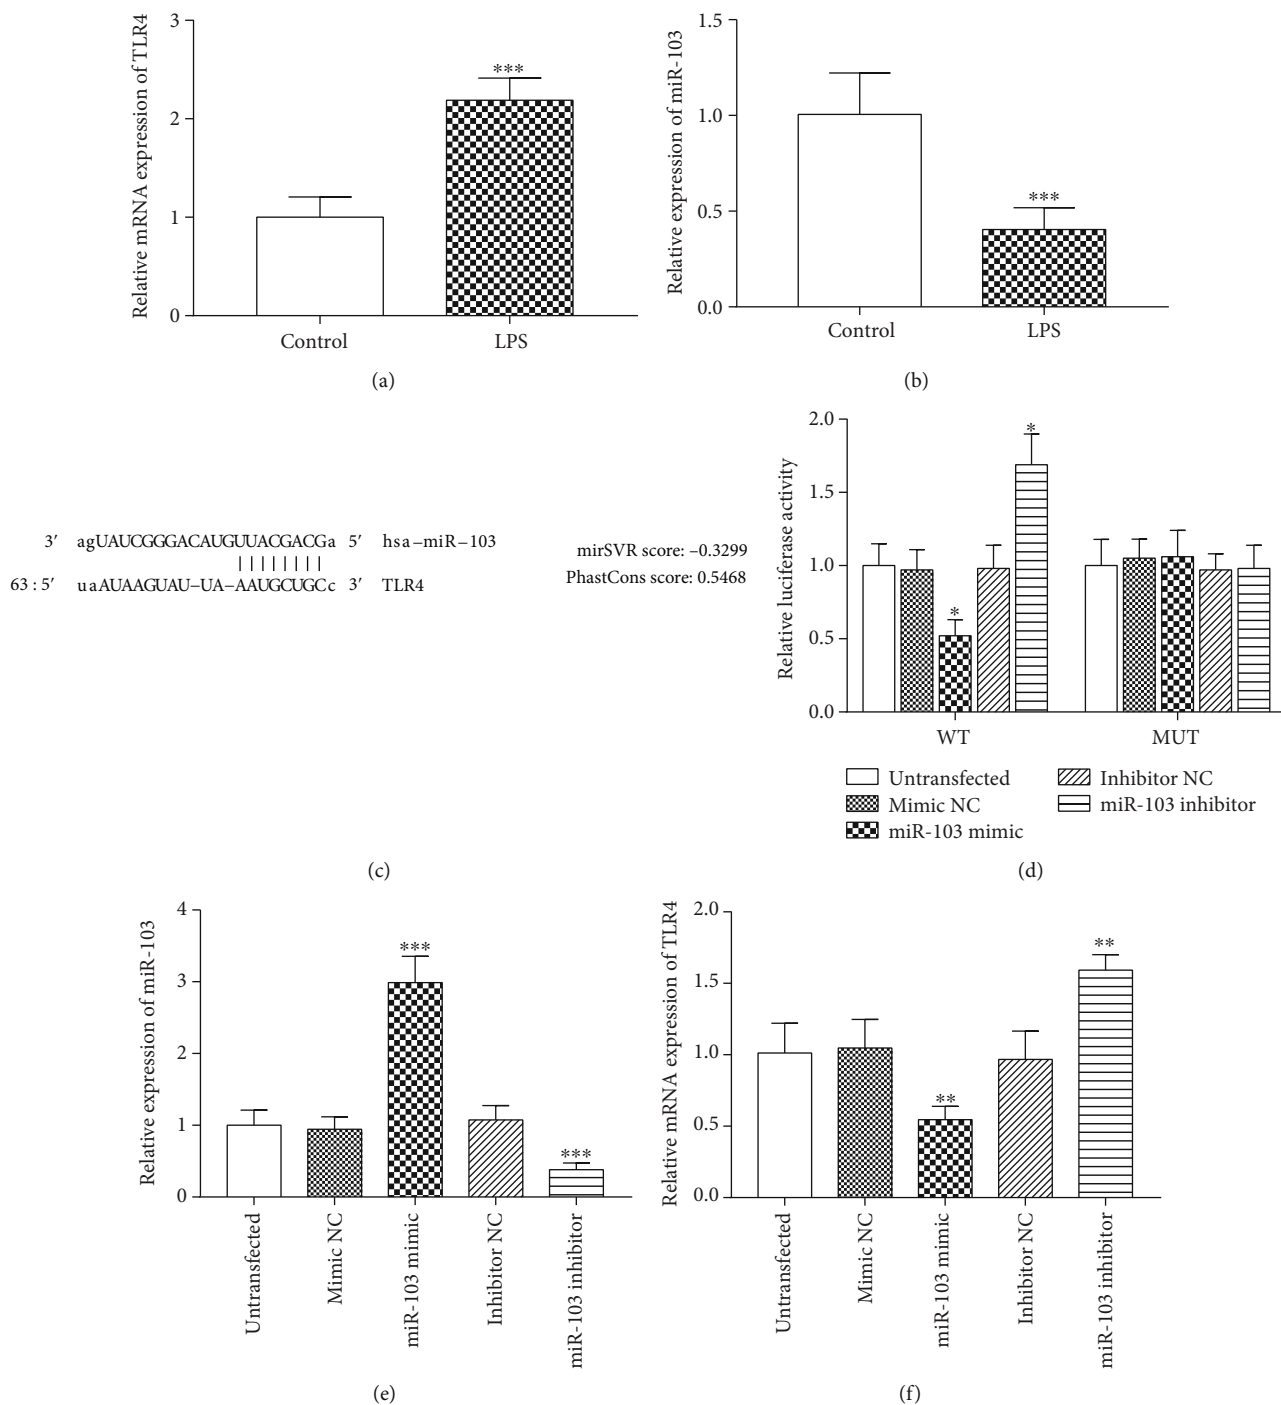 Relative mRNA expression of TLR4
3
2
1
0
***
Control
LPS
(a)
Relative expression of miR-103
1.5
1.0
0.5
0.0
***
Control
LPS
(b)
3′ agUAUCGGGACAUGUUACGACGa 5′ hsa–miR–103
63 : 5′ uaAUAAGUAU–UA–AAUGCUGCc 3′ TLR4
mirSVR score: –0.3299
PhastCons score: 0.5468
(c)
Relative luciferase activity
2.0
1.5
1.0
0.5
0.0
*
*
WT
MUT
Untransfected
Mimic NC
miR-103 mimic
Inhibitor NC
miR-103 inhibitor
(d)
Relative expression of miR-103
4
3
2
1
0
***
***
Untransfected
Mimic NC
miR-103 mimic
Inhibitor NC
miR-103 inhibitor
(e)
Relative mRNA expression of TLR4
2.0
1.5
1.0
0.5
0.0
**
**
Untransfected
Mimic NC
miR-103 mimic
Inhibitor NC
miR-103 inhibitor
(f)